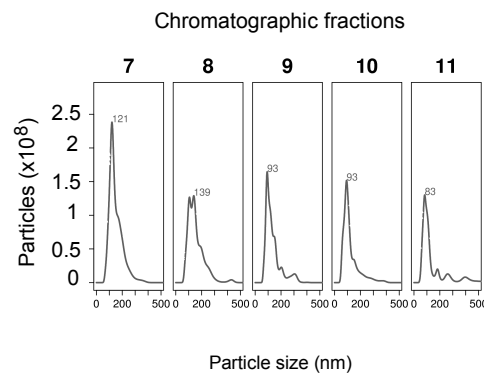 Chromatographic fractions
7 8 9 10 11
Particles (x10⁸)
2.5
2
1.5
1
0.5
0
121
139
93
93
83
0 200 500 0 200 500 0 200 500 0 200 500 0 200 500
Particle size (nm)